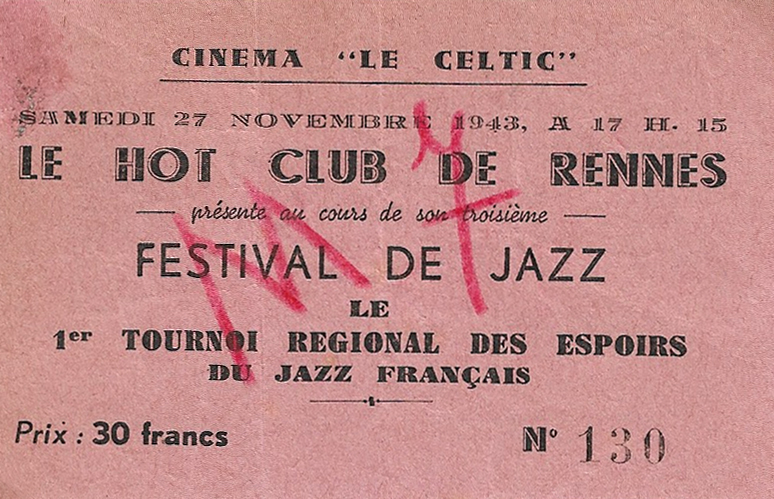 CINEMA "LE CELTIC"
SAMEDI 27 NOVEMBRE 1943, A 17 H. 15
LE HOT CLUB DE RENNES
— présente au cours de son troisième —
FESTIVAL DE JAZZ
LE
1er TOURNOI REGIONAL DES ESPOIRS
DU JAZZ FRANÇAIS
Prix : 30 francs
N° 130
M 7